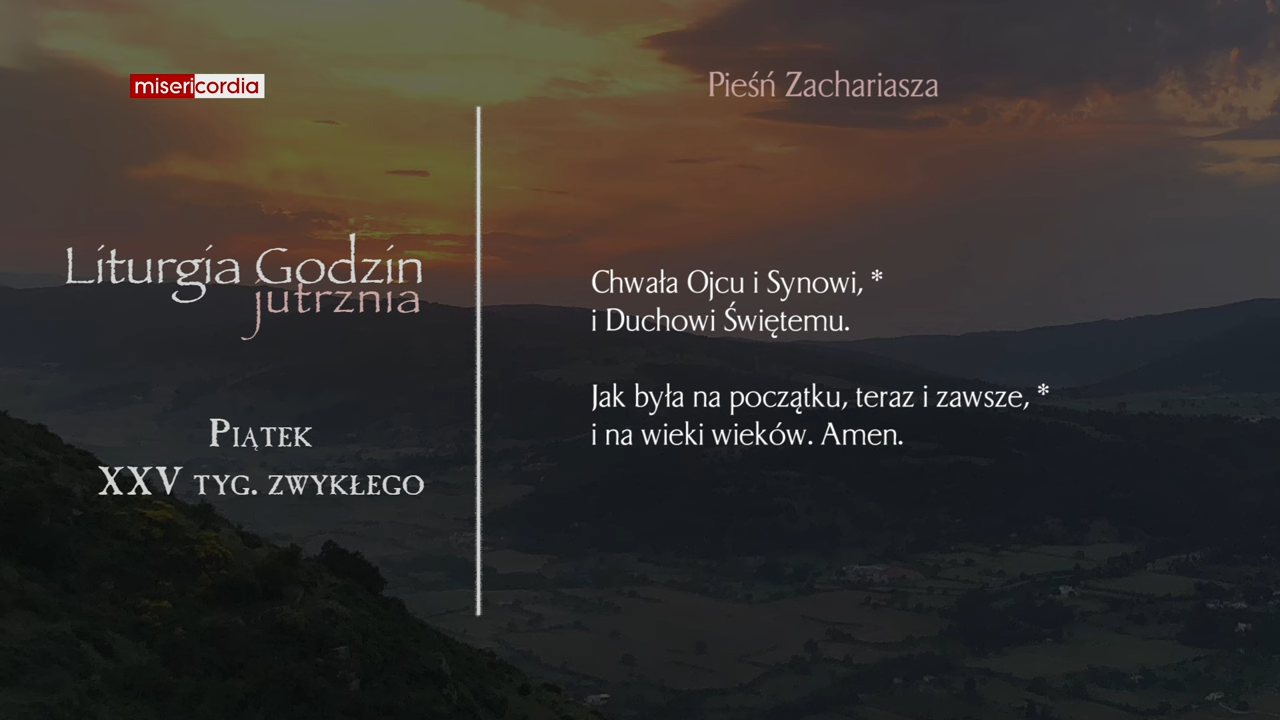 misericordia
Liturgia Godzin
jutrznia
Piątek
XXV tyg. zwykłego
Pieśń Zachariasza
Chwała Ojcu i Synowi, *
i Duchowi Świętemu.
Jak była na początku, teraz i zawsze, *
i na wieki wieków. Amen.